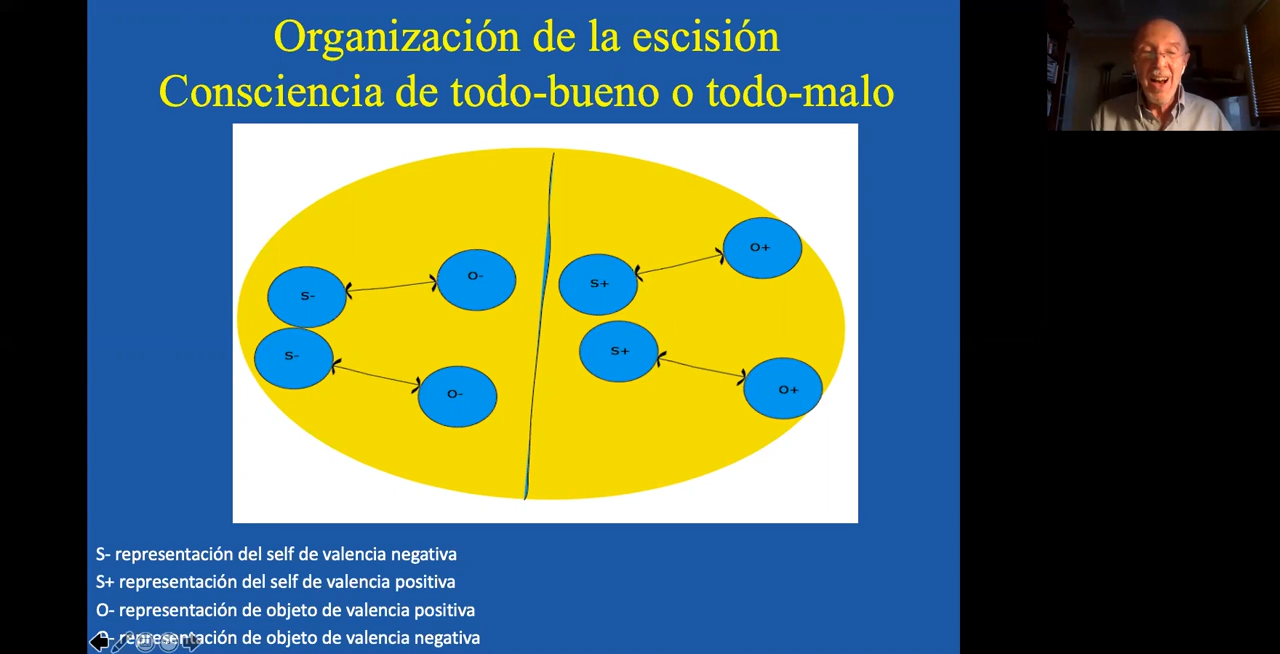 Organización de la escisión
Consciencia de todo-bueno o todo-malo
O+
O-
S+
S-
S+
S-
O+
O-
S- representación del self de valencia negativa
S+ representación del self de valencia positiva
O- representación de objeto de valencia positiva
representación de objeto de valencia negativa